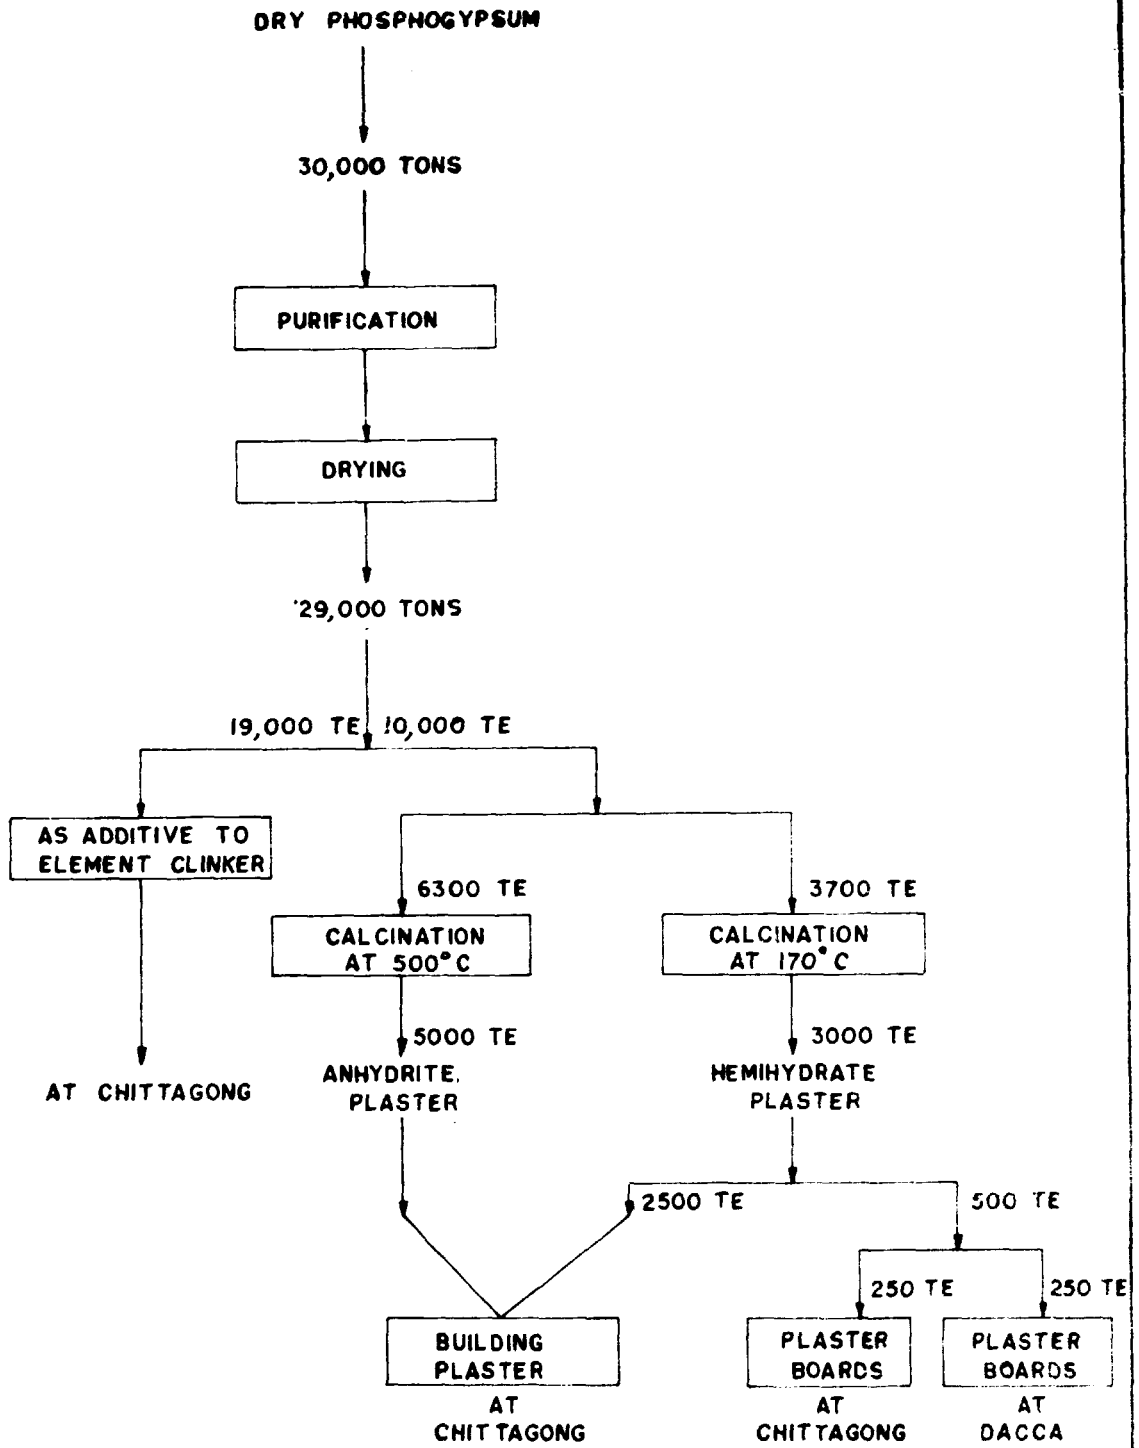 DRY PHOSPHOGYPSUM
30,000 TONS
PURIFICATION
DRYING
29,000 TONS
19,000 TE 10,000 TE
AS ADDITIVE TO
ELEMENT CLINKER
6300 TE
3700 TE
CALCINATION
AT 500°C
CALCINATION
AT 170°C
5000 TE
3000 TE
ANHYDRITE.
PLASTER
HEMIHYDRATE
PLASTER
AT CHITTAGONG
2500 TE
500 TE
250 TE
250 TE
BUILDING
PLASTER
PLASTER
BOARDS
PLASTER
BOARDS
AT
CHITTAGONG
AT
CHITTAGONG
AT
DACCA